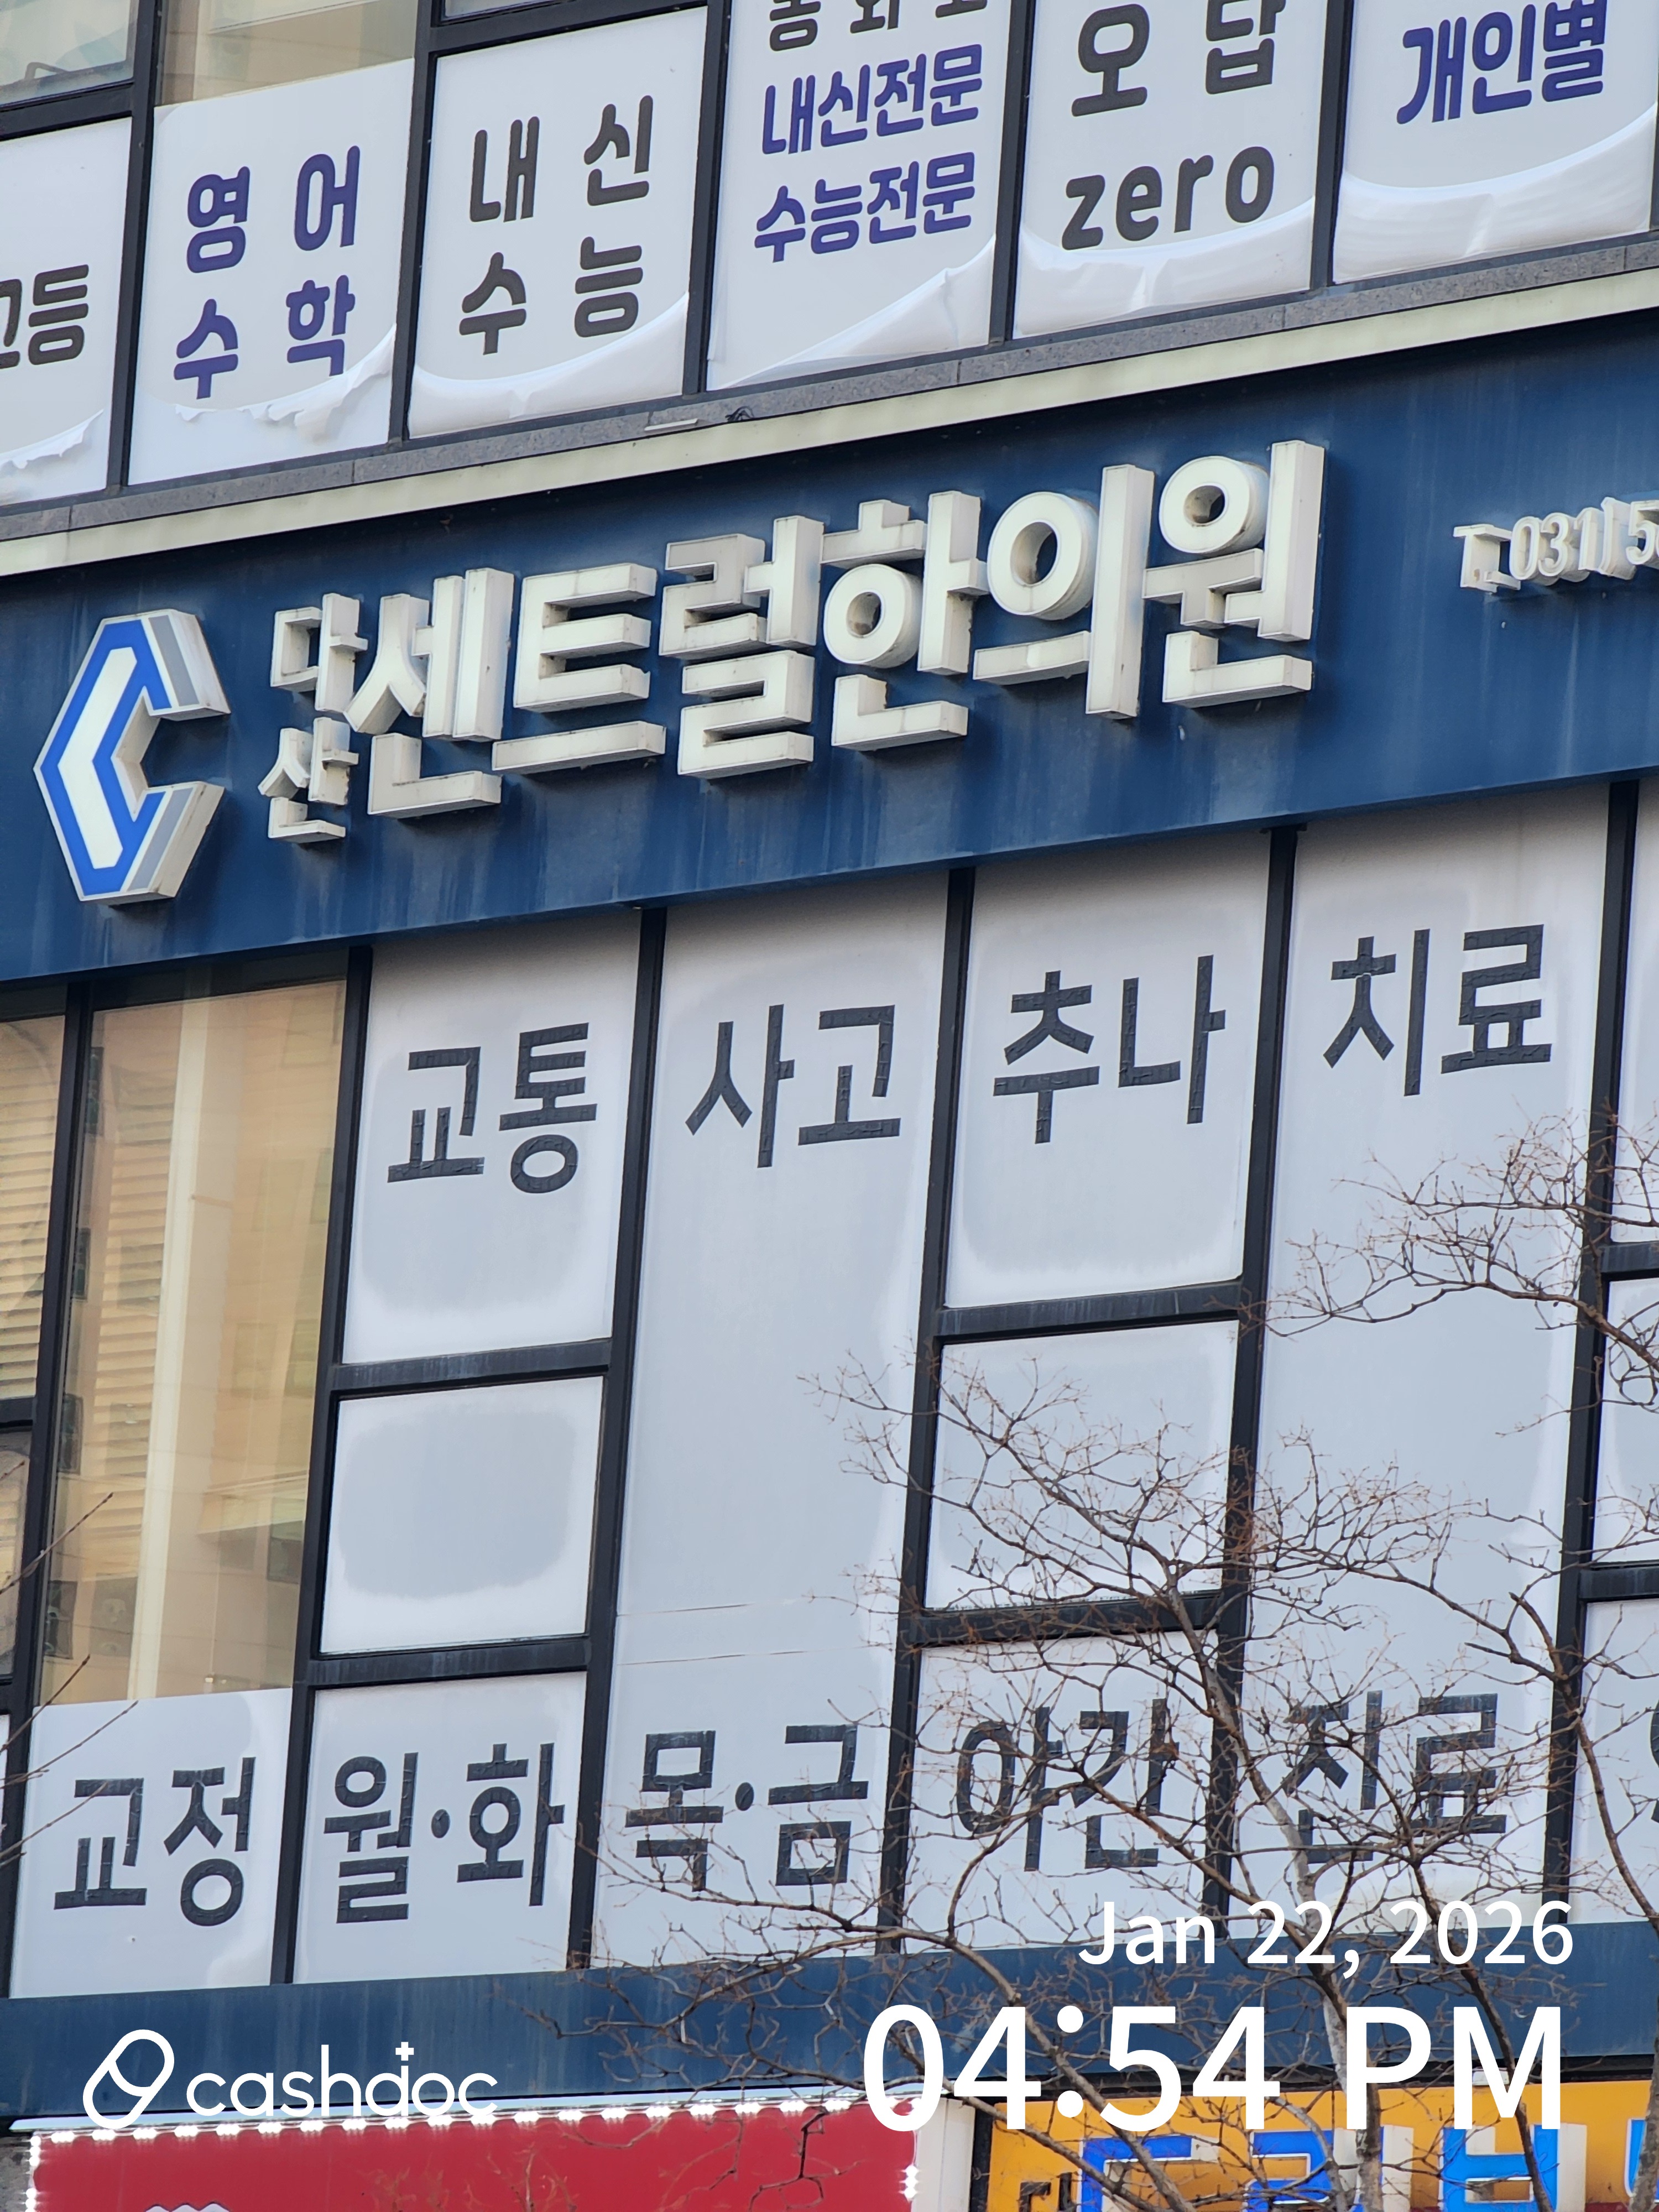 고등
영어
수학
내신
수능
내신전문
수능전문
오답
zero
개인별
다산센트럴한의원
T.031)5
교통 사고 추나 치료
교정 월·화 목·금 야간 진료
Jan 22, 2026
04:54 PM
cashdoc